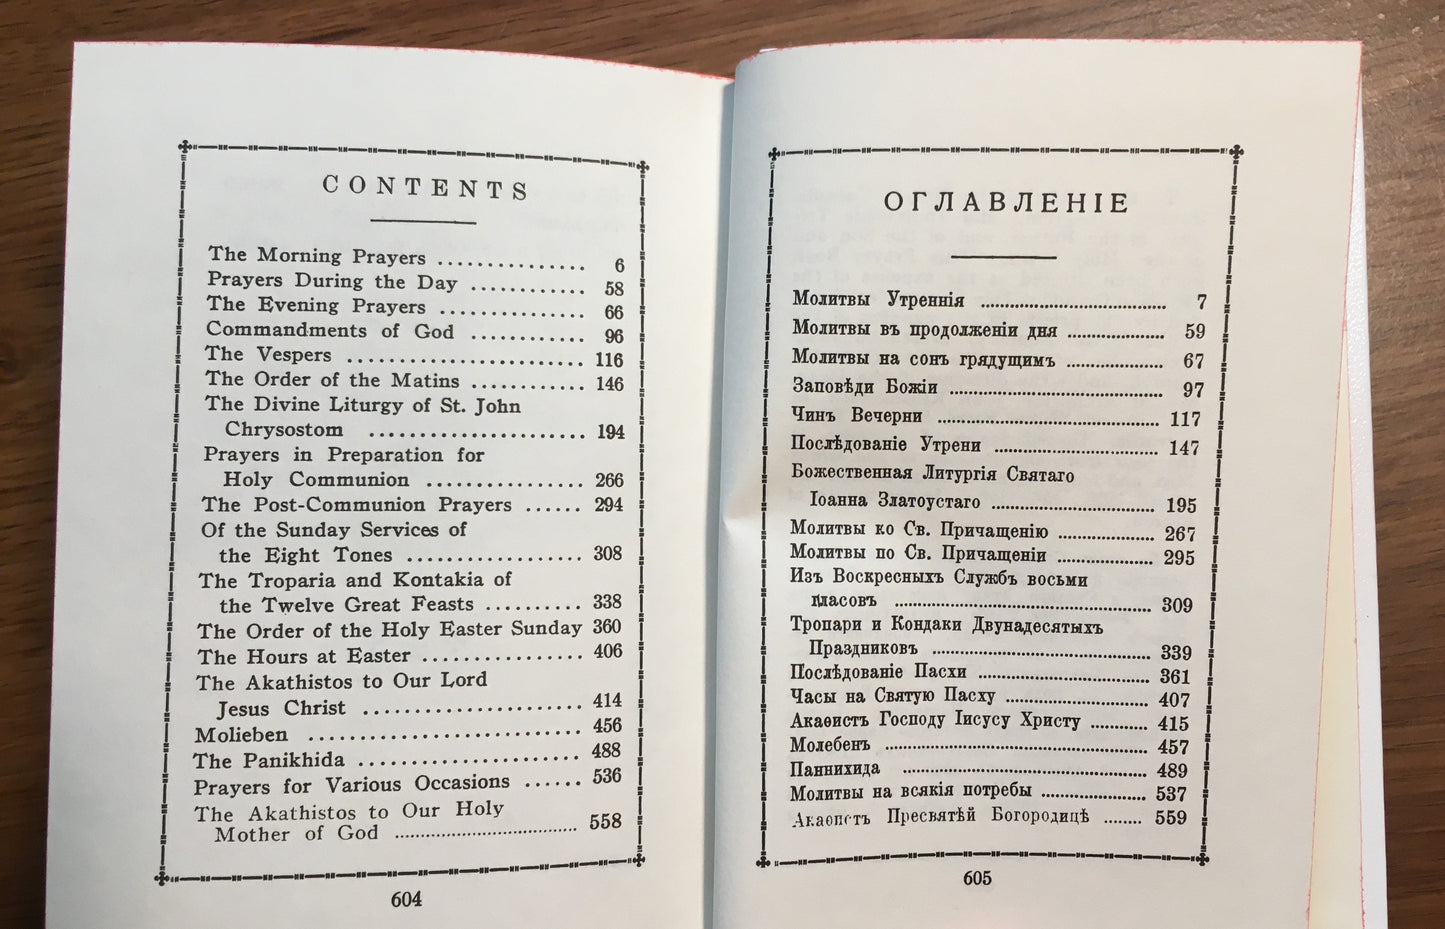 CONTENTS
The Morning Prayers ............... 6
Prayers During the Day ............ 58
The Evening Prayers ............... 66
Commandments of God ............ 96
The Vespers ........................ 116
The Order of the Matins ............ 146
The Divine Liturgy of St. John
Chrysostom ...................... 194
Prayers in Preparation for
Holy Communion ................ 266
The Post-Communion Prayers ...... 294
Of the Sunday Services of
the Eight Tones .................. 308
The Troparia and Kontakia of
the Twelve Great Feasts .......... 338
The Order of the Holy Easter Sunday 360
The Hours at Easter ................ 406
The Akathistos to Our Lord
Jesus Christ ...................... 414
Molieben ............................ 456
The Panikhida ...................... 488
Prayers for Various Occasions ...... 536
The Akathistos to Our Holy
Mother of God .................................. 558
604
ОГЛАВЛЕНІЕ
Молитвы Утреннія ..................................... 7
Молитвы въ продолженіи дня .................... 59
Молитвы на сонъ грядущимъ .................... 67
Заповѣди Божіи ........................................... 97
Чинъ Вечерни ............................................. 117
Послѣдованіе Утрени ................................. 147
Божественная Литургія Святаго
Іоанна Златоустаго ................................. 195
Молитвы ко Св. Причащенію .................... 267
Молитвы по Св. Причащеніи .................... 295
Изъ Воскресныхъ Службъ восьми
гласовъ .................................................... 309
Тропари и Кондаки Двунадесятыхъ
Праздниковъ ............................................ 339
Послѣдованіе Пасхи ................................... 361
Часы на Святую Пасху .............................. 407
Акаѳистъ Господу Іисусу Христу ............ 415
Молебенъ ..................................................... 457
Паннихида .................................................. 489
Молитвы на всякія потребы ...................... 537
Акаѳистъ Пресвятѣй Богородицѣ ........ 559
605